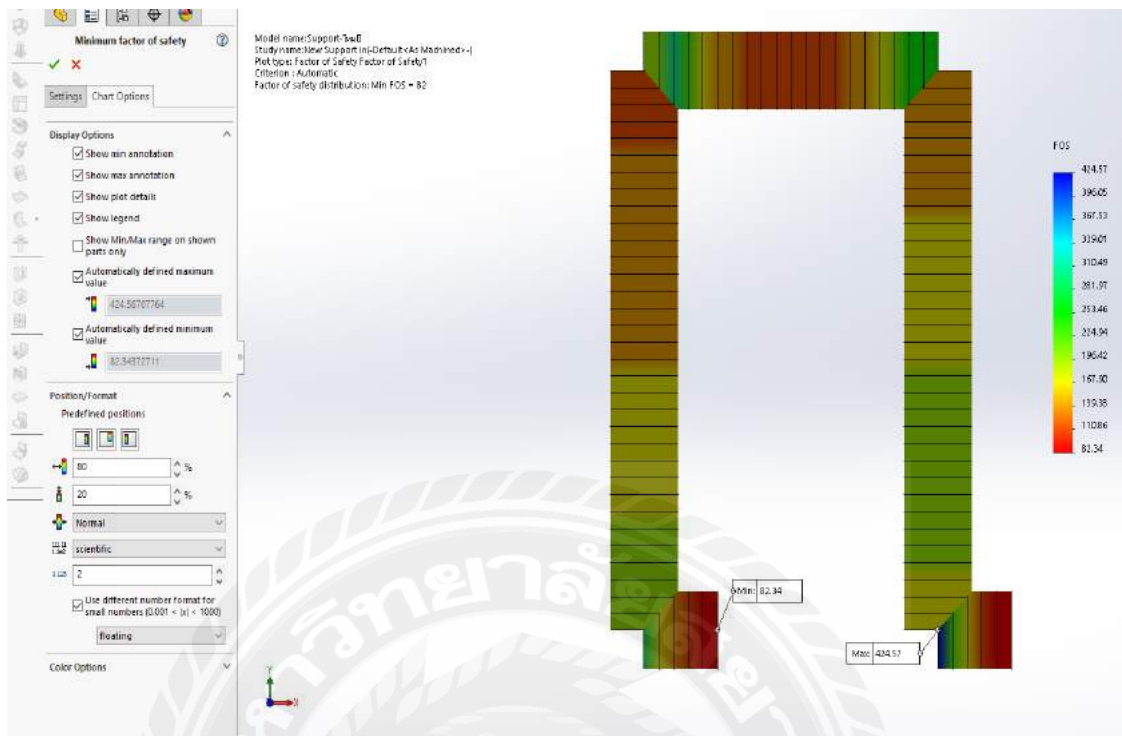 Minimum factor of safety
Settings
Chart Options
Display Options
Show min annotation
Show max annotation
Show plot details
Show legend
Show Min/Max range on shown
parts only
Automatically defined maximum
value
424.56707764
Automatically defined minimum
value
82.34372711
Position/Format
Predefined positions
80 %
20 %
Normal
scientific
2
Use different number format for
small numbers (0.001 < |x| < 1000)
floating
Color Options
Model name:Support-ใหม่ปี
Study name:New Support in(-Default<As Machined>-)
Plot type: Factor of Safety Factor of Safety1
Criterion : Automatic
Factor of safety distribution: Min FOS = 82
FOS
424.57
396.05
367.53
339.01
310.49
281.97
253.46
224.94
196.42
167.90
139.38
110.86
82.34
Min: 82.34
Max: 424.57
Y
X